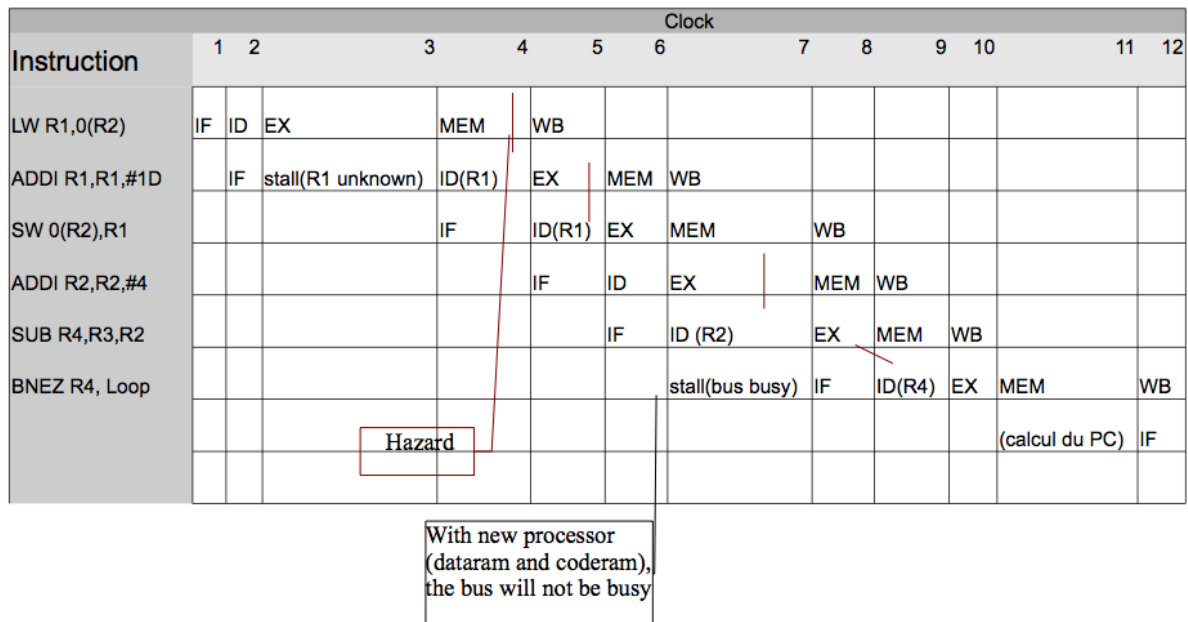 Clock
Instruction 1 2 3 4 5 6 7 8 9 10 11 12
LW R1,0(R2) IF ID EX MEM WB
ADDI R1,R1,#1D IF stall(R1 unknown) ID(R1) EX MEM WB
SW 0(R2),R1 IF ID(R1) EX MEM WB
ADDI R2,R2,#4 IF ID EX MEM WB
SUB R4,R3,R2 IF ID (R2) EX MEM WB
BNEZ R4, Loop stall(bus busy) IF ID(R4) EX MEM WB
Hazard (calcul du PC) IF
With new processor
(dataram and coderam),
the bus will not be busy